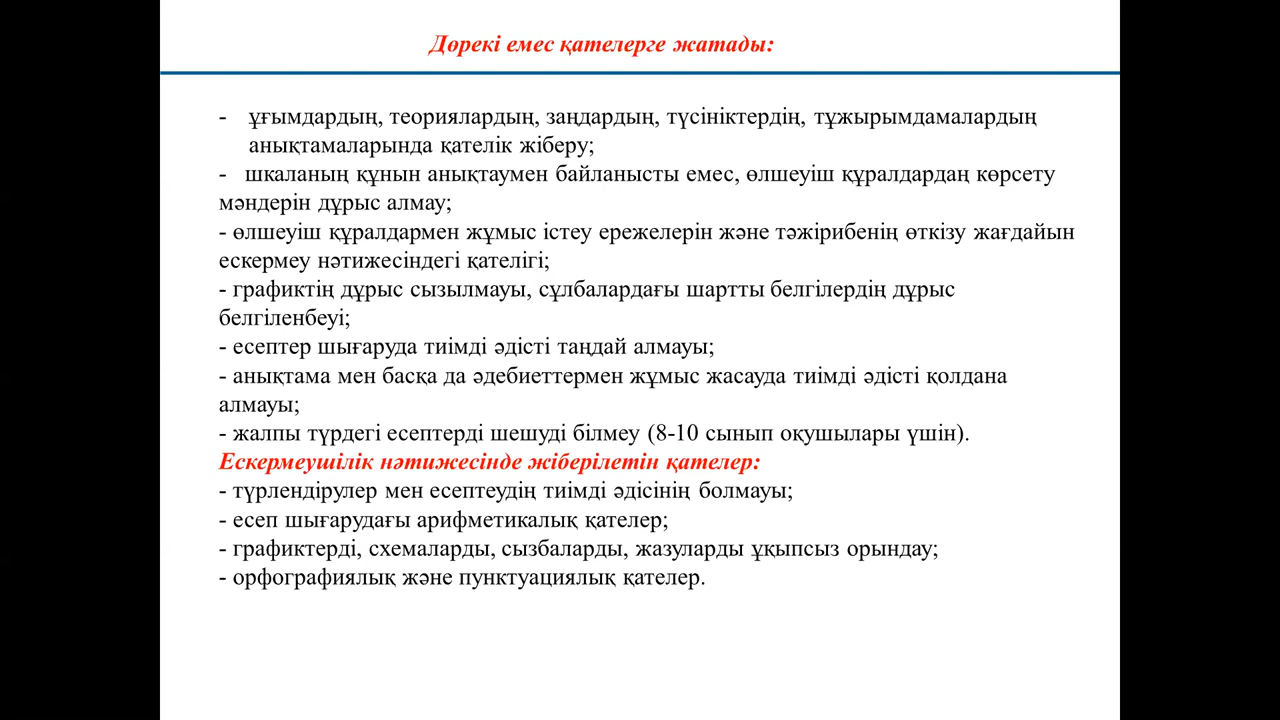 Дөрекі емес қателерге жатады:
- ұғымдардың, теориялардың, заңдардың, түсініктердің, тұжырымдамалардың
анықтамаларында қателік жіберу;
- шкаланың құнын анықтаумен байланысты емес, өлшеуіш құралдардаң көрсету
мәндерін дұрыс алмау;
- өлшеуіш құралдармен жұмыс істеу ережелерін және тәжірибенің өткізу жағдайын
ескермеу нәтижесіндегі қателігі;
- графиктің дұрыс сызылмауы, сұлбалардағы шартты белгілердің дұрыс
белгіленбеуі;
- есептер шығаруда тиімді әдісті таңдай алмауы;
- анықтама мен басқа да әдебиеттермен жұмыс жасауда тиімді әдісті қолдана
алмауы;
- жалпы түрдегі есептерді шешуді білмеу (8-10 сынып оқушылары үшін).
Ескермеушілік нәтижесінде жіберілетін қателер:
- түрлендірулер мен есептеудің тиімді әдісінің болмауы;
- есеп шығарудағы арифметикалық қателер;
- графиктерді, схемаларды, сызбаларды, жазуларды ұқыпсыз орындау;
- орфографиялық және пунктуациялық қателер.